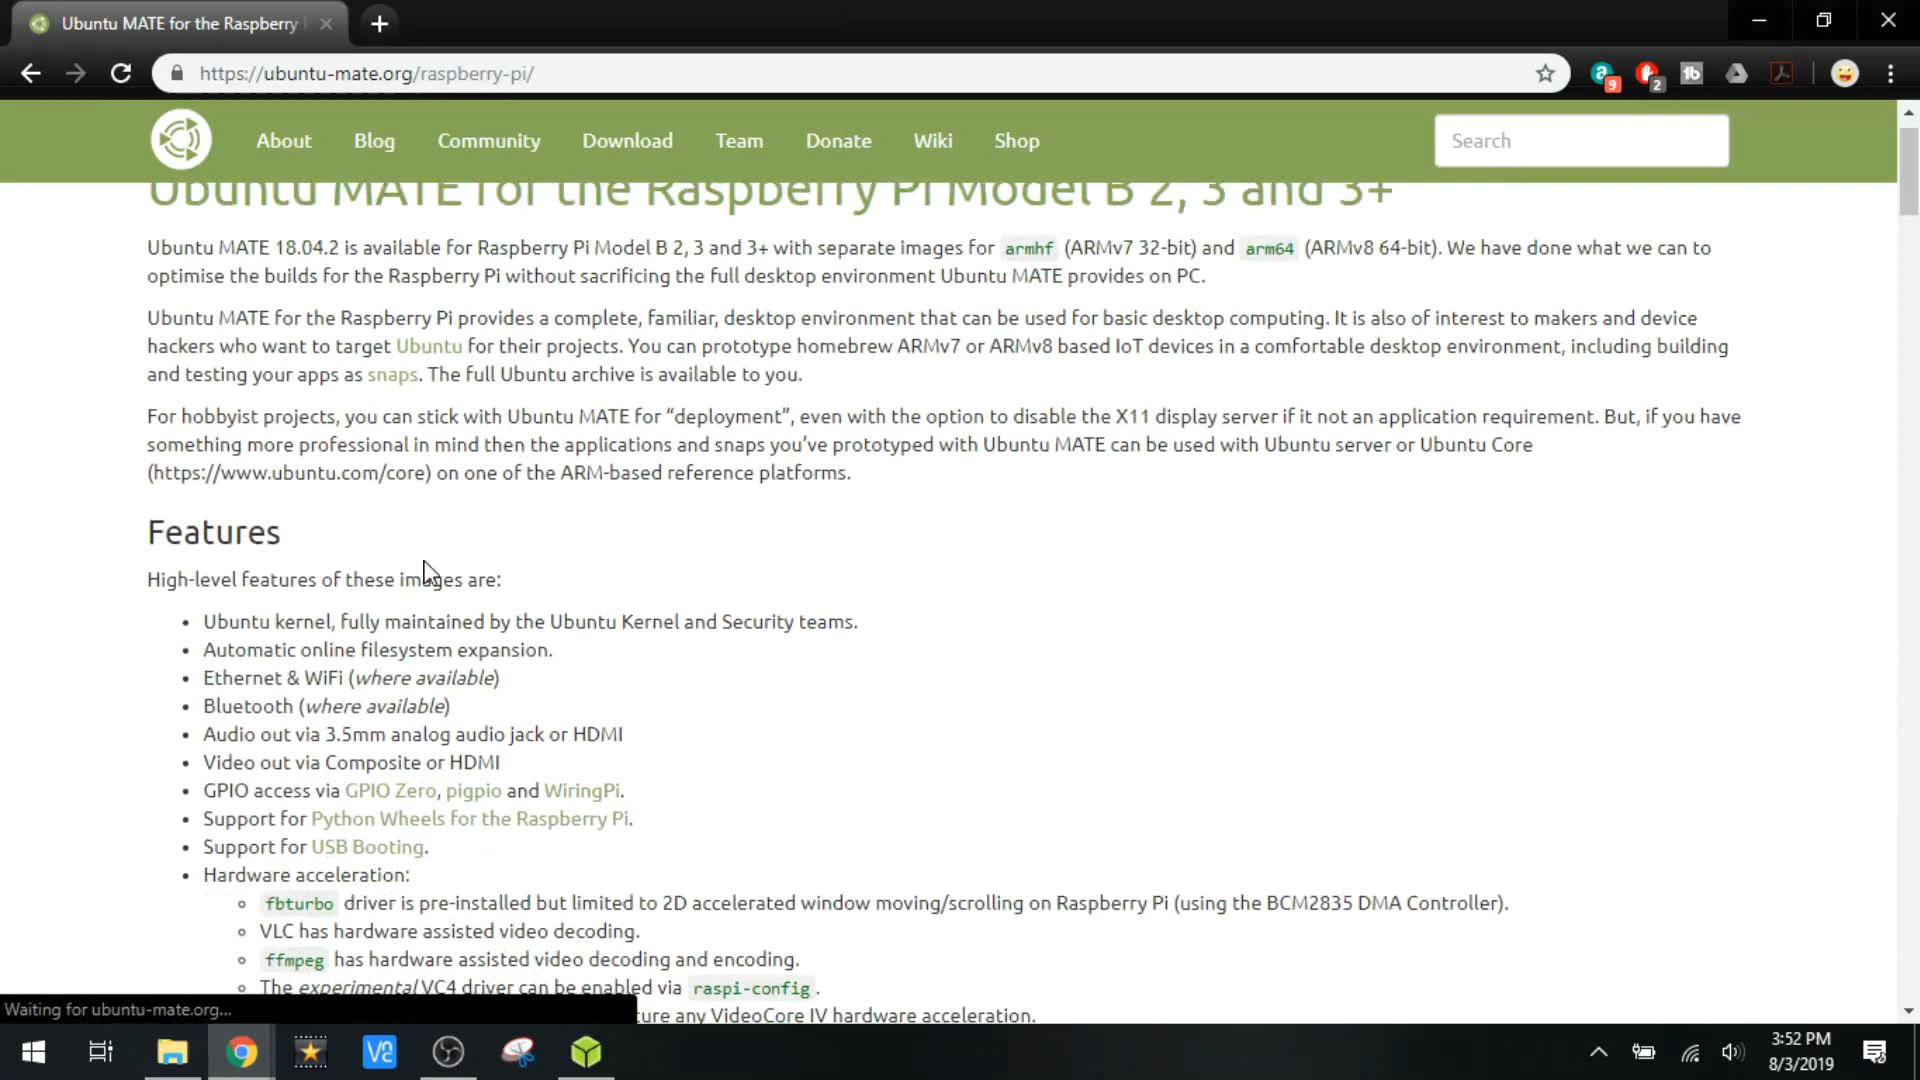 Ubuntu MATE for the Raspberry
https://ubuntu-mate.org/raspberry-pi/
9
2
About Blog Community Download Team Donate Wiki Shop Search
Ubuntu MATE for the Raspberry Pi Model B 2, 3 and 3+
Ubuntu MATE 18.04.2 is available for Raspberry Pi Model B 2, 3 and 3+ with separate images for armhf (ARMv7 32-bit) and arm64 (ARMv8 64-bit). We have done what we can to
optimise the builds for the Raspberry Pi without sacrificing the full desktop environment Ubuntu MATE provides on PC.
Ubuntu MATE for the Raspberry Pi provides a complete, familiar, desktop environment that can be used for basic desktop computing. It is also of interest to makers and device
hackers who want to target Ubuntu for their projects. You can prototype homebrew ARMv7 or ARMv8 based IoT devices in a comfortable desktop environment, including building
and testing your apps as snaps. The full Ubuntu archive is available to you.
For hobbyist projects, you can stick with Ubuntu MATE for “deployment”, even with the option to disable the X11 display server if it not an application requirement. But, if you have
something more professional in mind then the applications and snaps you’ve prototyped with Ubuntu MATE can be used with Ubuntu server or Ubuntu Core
(https://www.ubuntu.com/core) on one of the ARM-based reference platforms.
Features
High-level features of these images are:
• Ubuntu kernel, fully maintained by the Ubuntu Kernel and Security teams.
• Automatic online filesystem expansion.
• Ethernet & WiFi (where available)
• Bluetooth (where available)
• Audio out via 3.5mm analog audio jack or HDMI
• Video out via Composite or HDMI
• GPIO access via GPIO Zero, pigpio and WiringPi.
• Support for Python Wheels for the Raspberry Pi.
• Support for USB Booting.
• Hardware acceleration:
◦ fbturbo driver is pre-installed but limited to 2D accelerated window moving/scrolling on Raspberry Pi (using the BCM2835 DMA Controller).
◦ VLC has hardware assisted video decoding.
◦ ffmpeg has hardware assisted video decoding and encoding.
◦ The experimental VC4 driver can be enabled via raspi-config.
Waiting for ubuntu-mate.org...
ture any VideoCore IV hardware acceleration.
3:52 PM
8/3/2019